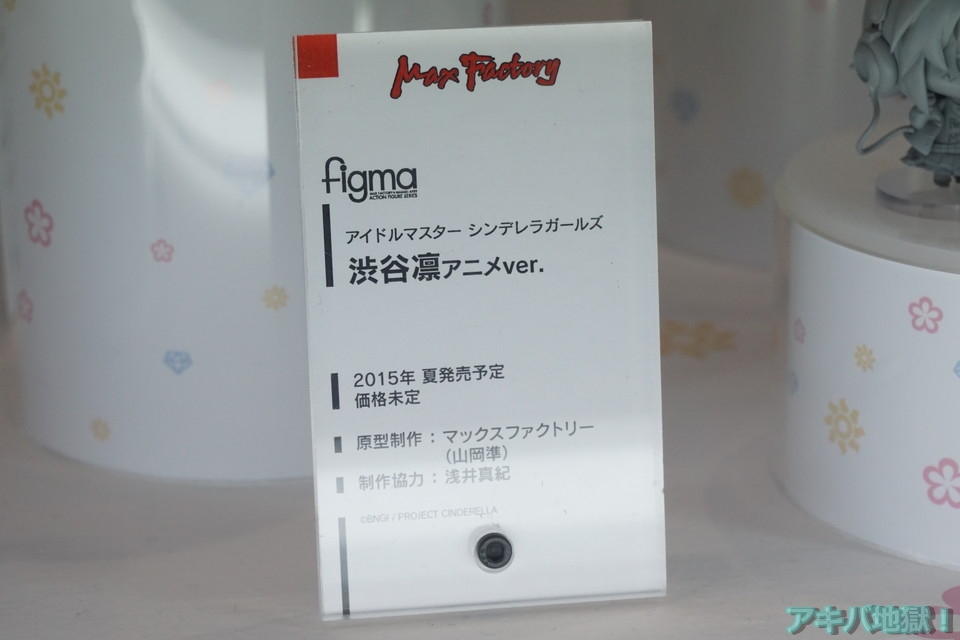 Max Factory
figma
MAX FACTORY & MASAKI APSY
ACTION FIGURE SERIES
アイドルマスター シンデレラガールズ
渋谷凛アニメver.
2015年 夏発売予定
価格未定
原型制作：マックスファクトリー
（山岡準）
制作協力：浅井真紀
©BNGI / PROJECT CINDERELLA
アキバ地獄！